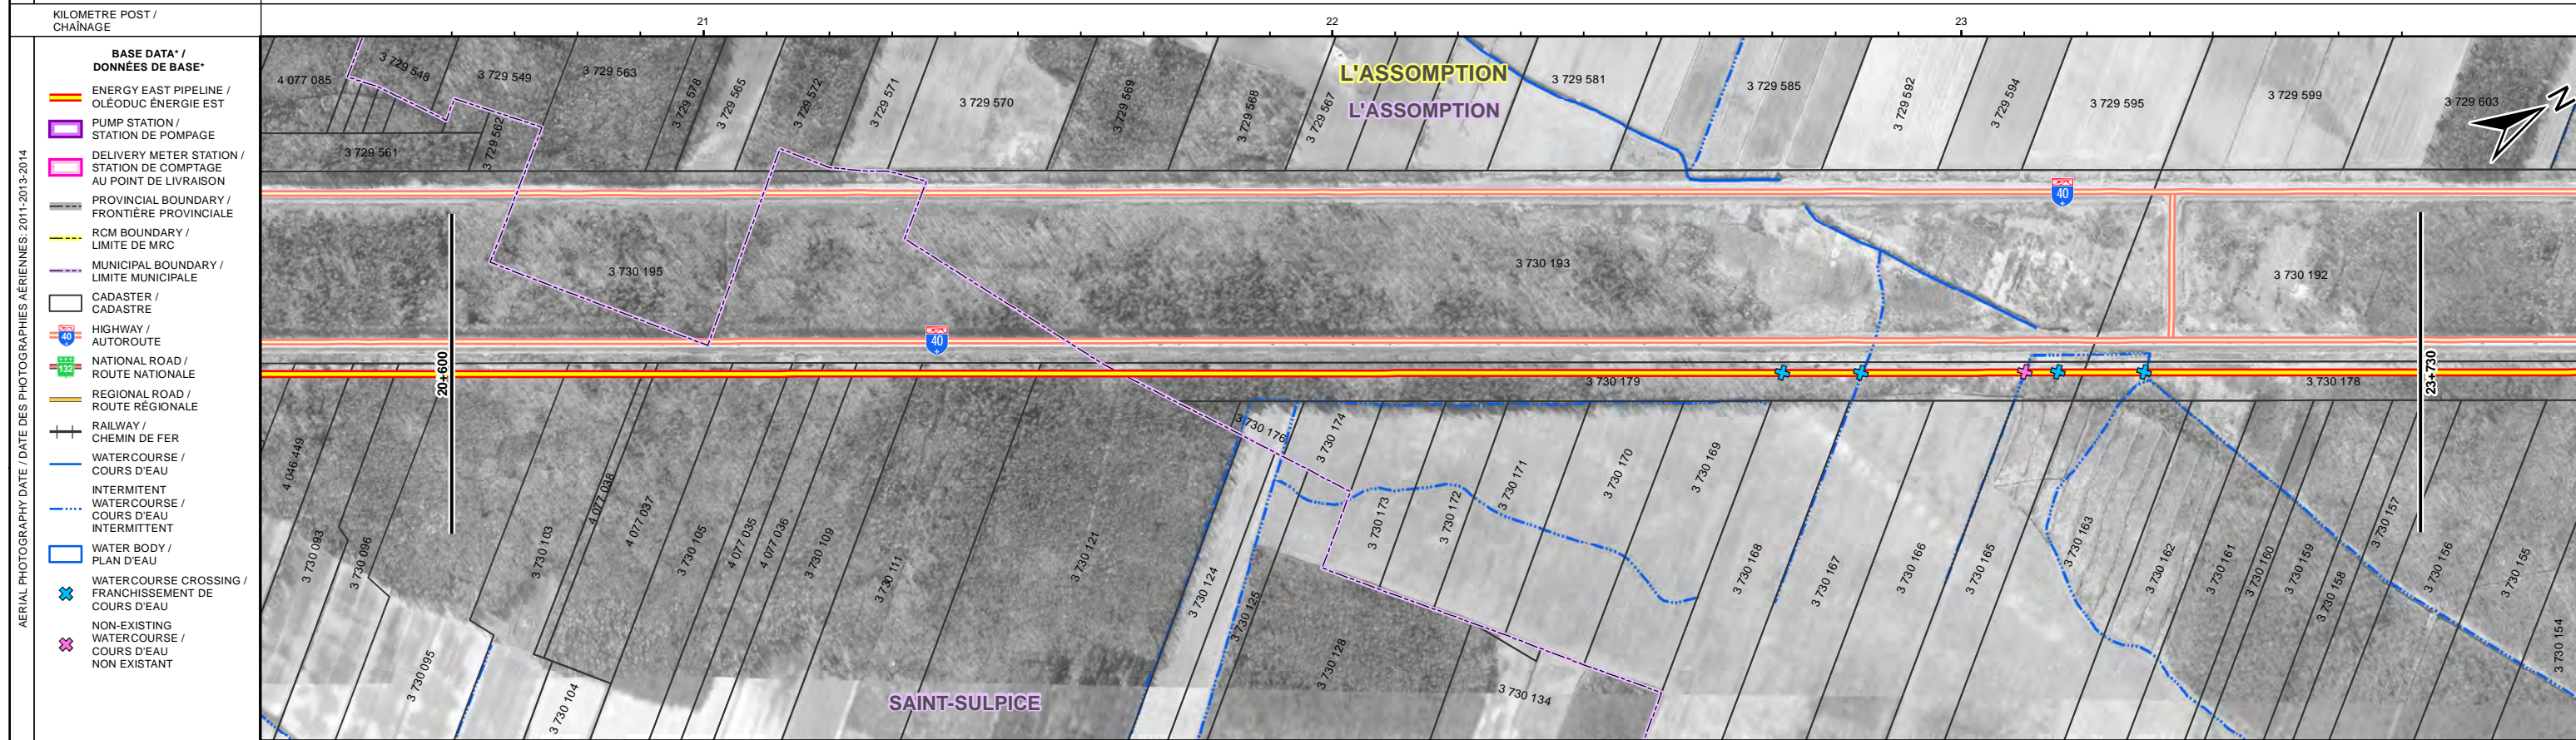 KILOMETRE POST /
CHAÎNAGE
21
22
23
AERIAL PHOTOGRAPHY DATE / DATE DES PHOTOGRAPHIES AÉRIENNES: 2011-2013-2014
BASE DATA* /
DONNÉES DE BASE*
ENERGY EAST PIPELINE /
OLÉODUC ÉNERGIE EST
PUMP STATION /
STATION DE POMPAGE
DELIVERY METER STATION /
STATION DE COMPTAGE
AU POINT DE LIVRAISON
PROVINCIAL BOUNDARY /
FRONTIÈRE PROVINCIALE
RCM BOUNDARY /
LIMITE DE MRC
MUNICIPAL BOUNDARY /
LIMITE MUNICIPALE
CADASTER /
CADASTRE
40
HIGHWAY /
AUTOROUTE
132
NATIONAL ROAD /
ROUTE NATIONALE
REGIONAL ROAD /
ROUTE RÉGIONALE
RAILWAY /
CHEMIN DE FER
WATERCOURSE /
COURS D'EAU
INTERMITENT
WATERCOURSE /
COURS D'EAU
INTERMITTENT
WATER BODY /
PLAN D'EAU
WATERCOURSE CROSSING /
FRANCHISSEMENT DE
COURS D'EAU
NON-EXISTING
WATERCOURSE /
COURS D'EAU
NON EXISTANT
4 077 085
3 729 548
3 729 549
3 729 563
3 729 578
3 729 565
3 729 572
3 729 571
3 729 570
3 729 569
3 729 568
3 729 567
L'ASSOMPTION
L'ASSOMPTION
3 729 581
3 729 585
3 729 592
3 729 594
3 729 595
3 729 599
3 729 603
N
3 729 561
3 729 562
40
3 730 195
3 730 193
3 730 192
40
20+600
23+730
3 730 179
3 730 178
4 046 449
3 730 093
3 730 096
3 730 095
3 730 103
3 730 104
4 077 038
4 077 037
3 730 105
4 077 035
4 077 036
3 730 109
3 730 111
3 730 121
3 730 124
3 730 125
3 730 176
3 730 174
3 730 128
3 730 173
3 730 172
3 730 171
3 730 134
3 730 170
3 730 169
3 730 168
3 730 167
3 730 166
3 730 165
3 730 163
3 730 162
3 730 161
3 730 160
3 730 159
3 730 158
3 730 157
3 730 156
3 730 155
3 730 154
SAINT-SULPICE